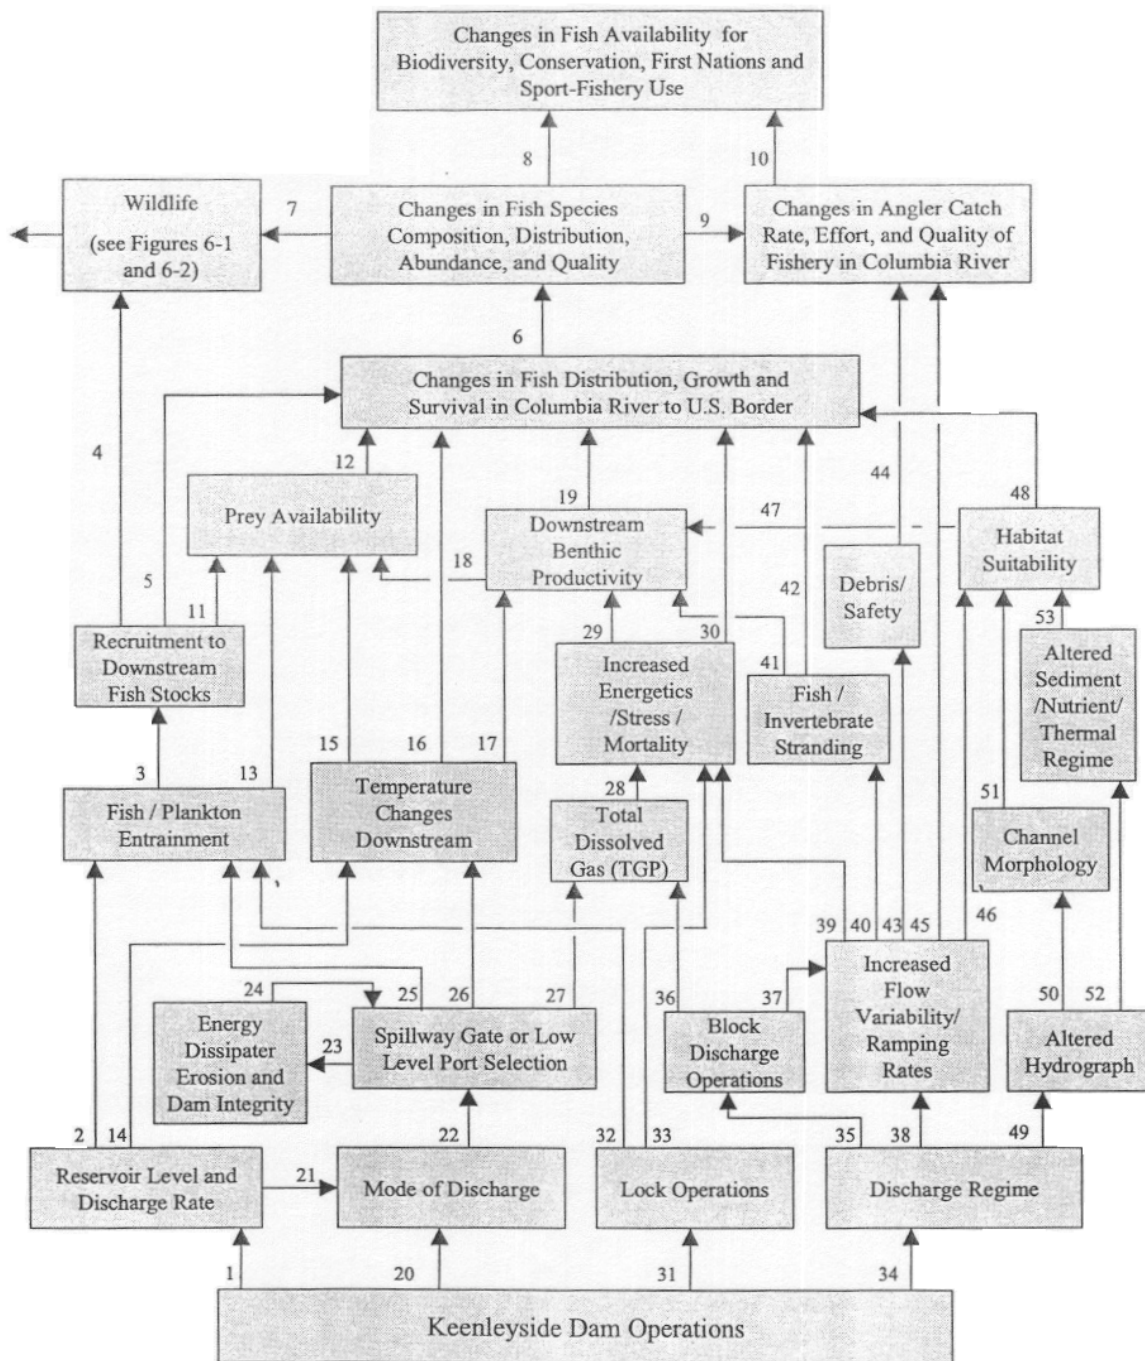 Changes in Fish Availability for
Biodiversity, Conservation, First Nations and
Sport-Fishery Use
8
10
Wildlife
(see Figures 6-1
and 6-2)
7
Changes in Fish Species
Composition, Distribution,
Abundance, and Quality
9
Changes in Angler Catch
Rate, Effort, and Quality of
Fishery in Columbia River
6
Changes in Fish Distribution, Growth and
Survival in Columbia River to U.S. Border
4
12
44
Prey Availability
19
47
48
Downstream
Benthic
Productivity
Habitat
Suitability
5
11
18
42
Debris/
Safety
53
Recruitment to
Downstream
Fish Stocks
29
30
41
Increased
Energetics
/Stress /
Mortality
Fish /
Invertebrate
Stranding
Altered
Sediment
/Nutrient/
Thermal
Regime
3
13
15
16
17
28
51
Fish / Plankton
Entrainment
Temperature
Changes
Downstream
Total
Dissolved
Gas (TGP)
Channel
Morphology
39
40
43
45
46
24
25
26
27
36
37
50
52
Energy
Dissipater
Erosion and
Dam Integrity
23
Spillway Gate or Low
Level Port Selection
Block
Discharge
Operations
Increased
Flow
Variability/
Ramping
Rates
Altered
Hydrograph
2
14
22
32
33
35
38
49
Reservoir Level and
Discharge Rate
21
Mode of Discharge
Lock Operations
Discharge Regime
1
20
31
34
Keenleyside Dam Operations